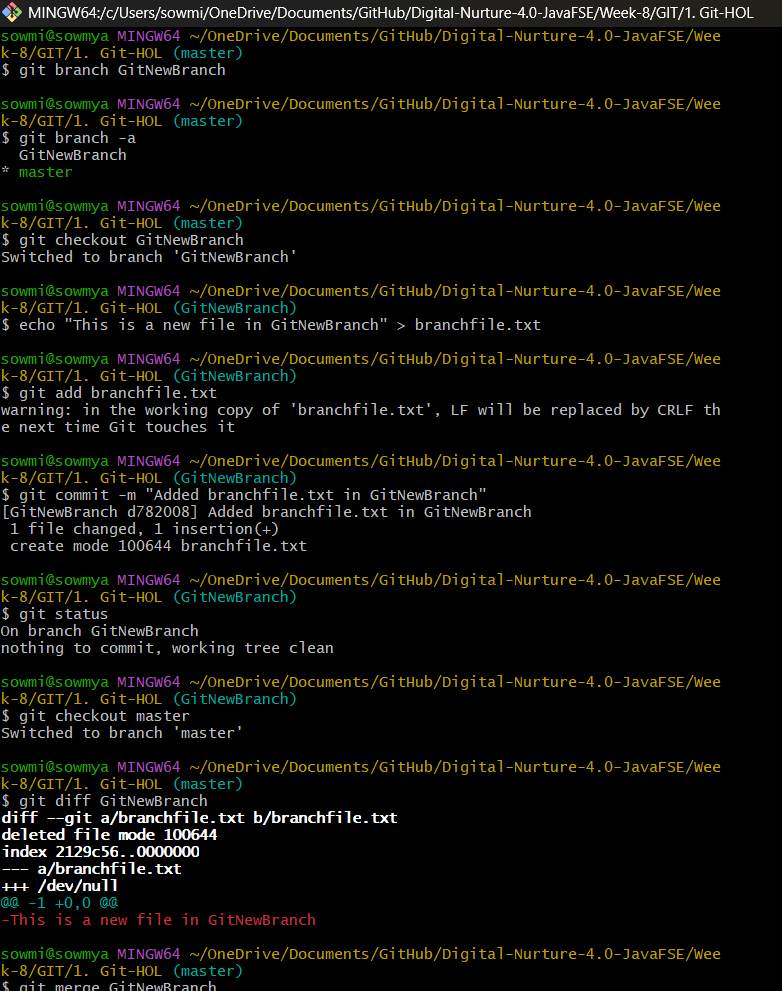 MINGW64:/c/Users/sowmi/OneDrive/Documents/GitHub/Digital-Nurture-4.0-JavaFSE/Week-8/GIT/1. Git-HOL
sowmi@sowmya MINGW64 ~/OneDrive/Documents/GitHub/Digital-Nurture-4.0-JavaFSE/Wee
k-8/GIT/1. Git-HOL (master)
$ git branch GitNewBranch
sowmi@sowmya MINGW64 ~/OneDrive/Documents/GitHub/Digital-Nurture-4.0-JavaFSE/Wee
k-8/GIT/1. Git-HOL (master)
$ git branch -a
  GitNewBranch
* master
sowmi@sowmya MINGW64 ~/OneDrive/Documents/GitHub/Digital-Nurture-4.0-JavaFSE/Wee
k-8/GIT/1. Git-HOL (master)
$ git checkout GitNewBranch
Switched to branch 'GitNewBranch'
sowmi@sowmya MINGW64 ~/OneDrive/Documents/GitHub/Digital-Nurture-4.0-JavaFSE/Wee
k-8/GIT/1. Git-HOL (GitNewBranch)
$ echo "This is a new file in GitNewBranch" > branchfile.txt
sowmi@sowmya MINGW64 ~/OneDrive/Documents/GitHub/Digital-Nurture-4.0-JavaFSE/Wee
k-8/GIT/1. Git-HOL (GitNewBranch)
$ git add branchfile.txt
warning: in the working copy of 'branchfile.txt', LF will be replaced by CRLF th
e next time Git touches it
sowmi@sowmya MINGW64 ~/OneDrive/Documents/GitHub/Digital-Nurture-4.0-JavaFSE/Wee
k-8/GIT/1. Git-HOL (GitNewBranch)
$ git commit -m "Added branchfile.txt in GitNewBranch"
[GitNewBranch d782008] Added branchfile.txt in GitNewBranch
 1 file changed, 1 insertion(+)
 create mode 100644 branchfile.txt
sowmi@sowmya MINGW64 ~/OneDrive/Documents/GitHub/Digital-Nurture-4.0-JavaFSE/Wee
k-8/GIT/1. Git-HOL (GitNewBranch)
$ git status
On branch GitNewBranch
nothing to commit, working tree clean
sowmi@sowmya MINGW64 ~/OneDrive/Documents/GitHub/Digital-Nurture-4.0-JavaFSE/Wee
k-8/GIT/1. Git-HOL (GitNewBranch)
$ git checkout master
Switched to branch 'master'
sowmi@sowmya MINGW64 ~/OneDrive/Documents/GitHub/Digital-Nurture-4.0-JavaFSE/Wee
k-8/GIT/1. Git-HOL (master)
$ git diff GitNewBranch
diff --git a/branchfile.txt b/branchfile.txt
deleted file mode 100644
index 2129c56..0000000
--- a/branchfile.txt
+++ /dev/null
@@ -1 +0,0 @@
-This is a new file in GitNewBranch
sowmi@sowmya MINGW64 ~/OneDrive/Documents/GitHub/Digital-Nurture-4.0-JavaFSE/Wee
k-8/GIT/1. Git-HOL (master)
$ git merge GitNewBranch